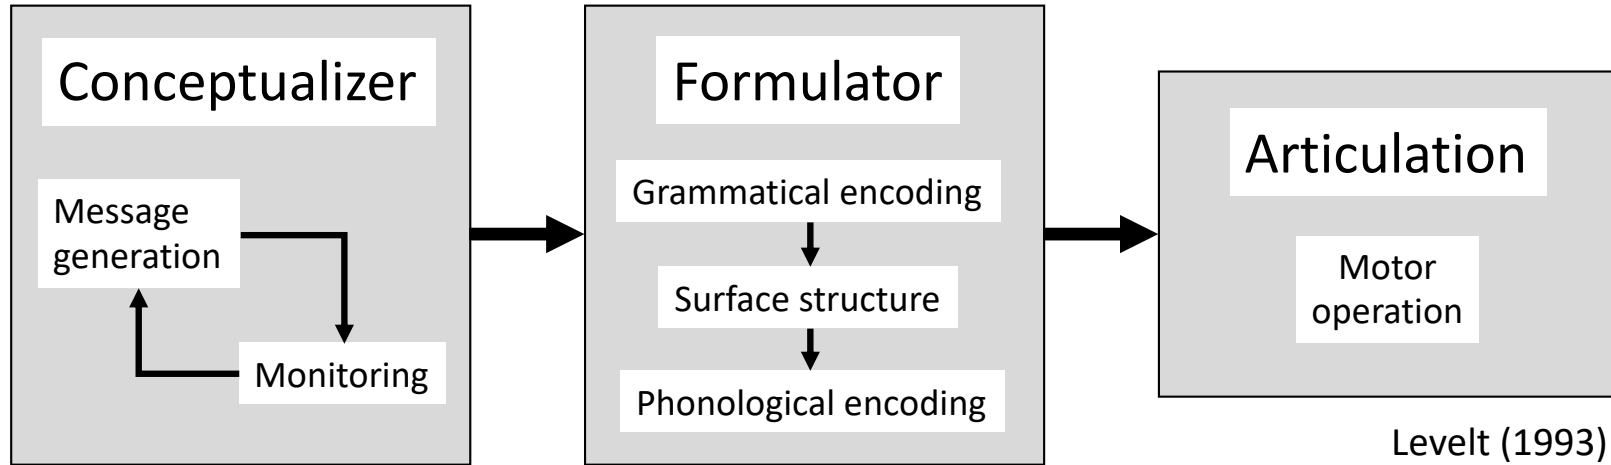 Conceptualizer
Message
generation
Monitoring
Formulator
Grammatical encoding
Surface structure
Phonological encoding
Articulation
Motor
operation
Levelt (1993)